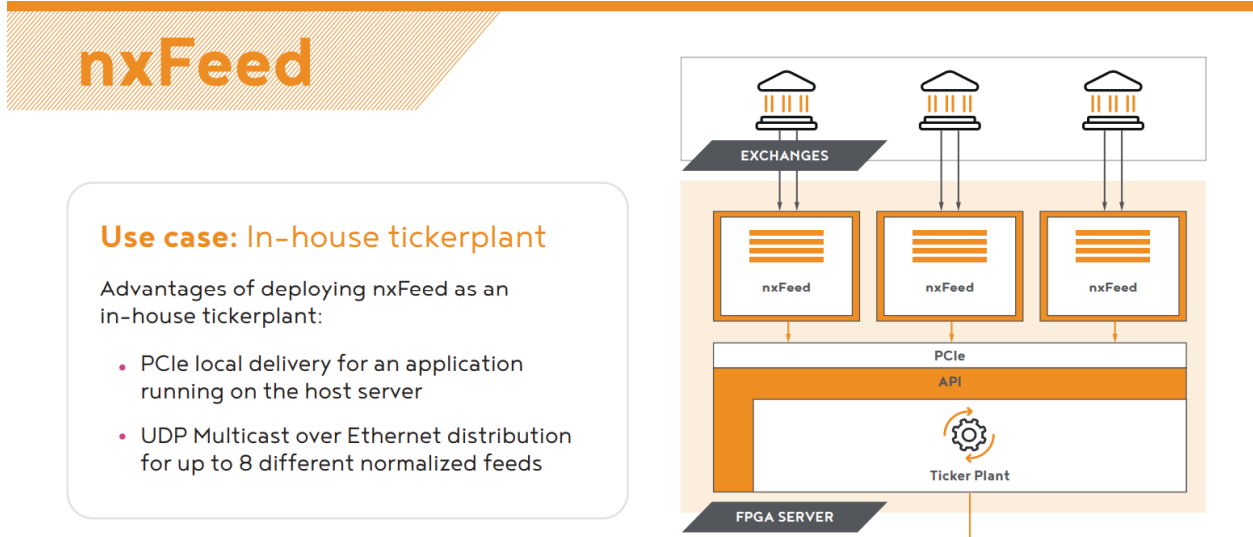 nxFeed
Use case: In-house tickerplant
Advantages of deploying nxFeed as an
in-house tickerplant:
• PCIe local delivery for an application
running on the host server
• UDP Multicast over Ethernet distribution
for up to 8 different normalized feeds
EXCHANGES
nxFeed
nxFeed
nxFeed
PCIe
API
Ticker Plant
FPGA SERVER